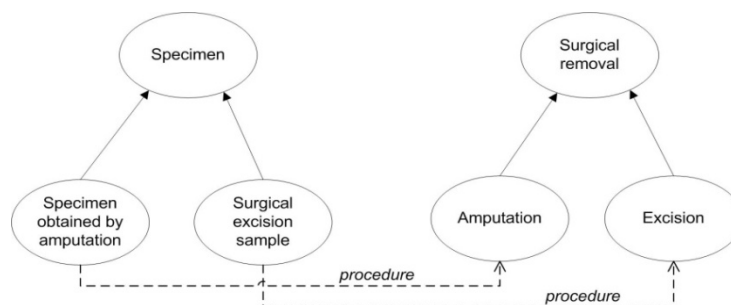 Specimen
Surgical
removal
Specimen
obtained by
amputation
Surgical
excision
sample
Amputation
Excision
procedure
procedure